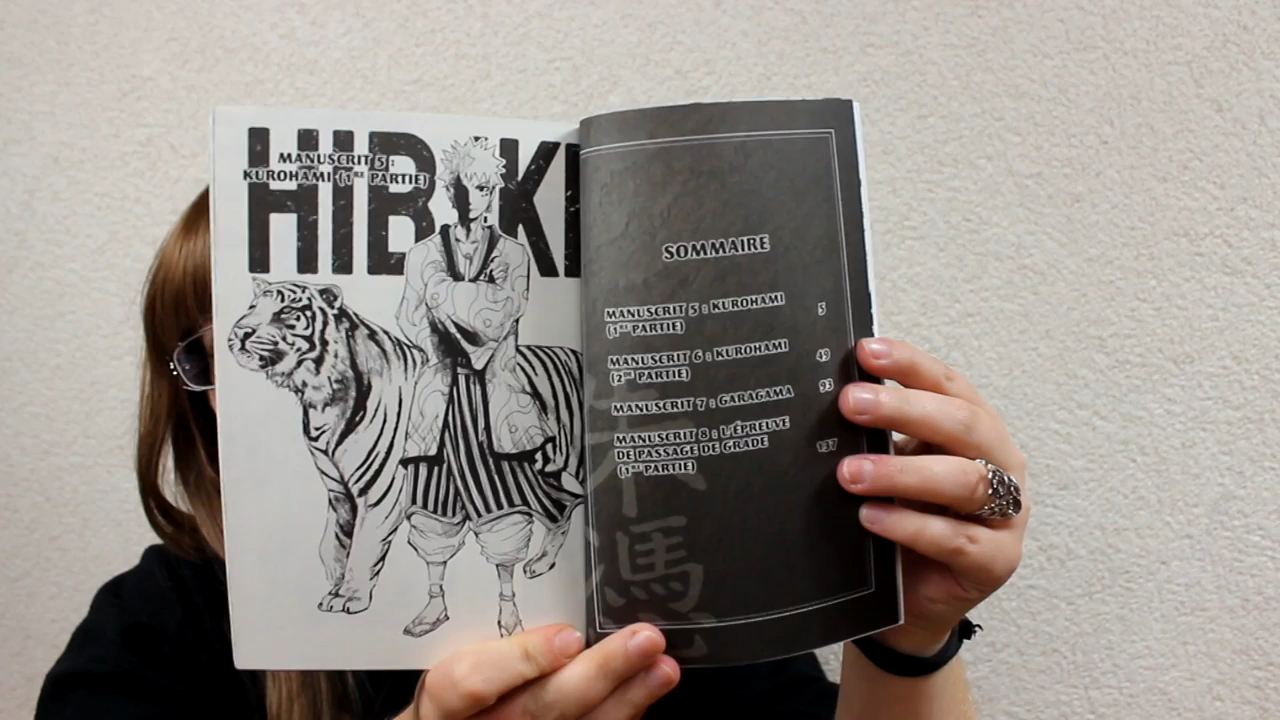 HIBIKI
MANUSCRIT 5 :
KUROHAMI (1RE PARTIE)
SOMMAIRE
MANUSCRIT 5 : KUROHAMI
(1RE PARTIE) 5
MANUSCRIT 6 : KUROHAMI
(2DE PARTIE) 49
MANUSCRIT 7 : GARAGAMA 93
MANUSCRIT 8 : L'ÉPREUVE
DE PASSAGE DE GRADE
(1RE PARTIE) 137